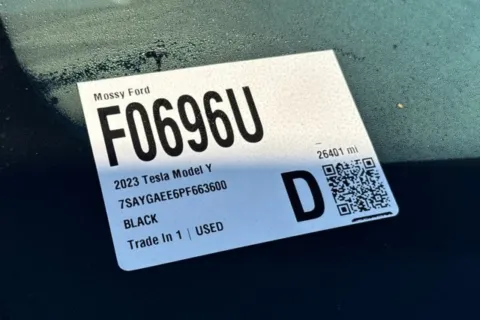 Mossy Ford
F0696U
2023 Tesla Model Y
7SAYGAEE6PF663600
BLACK
Trade In 1 | USED
26401 mi
D